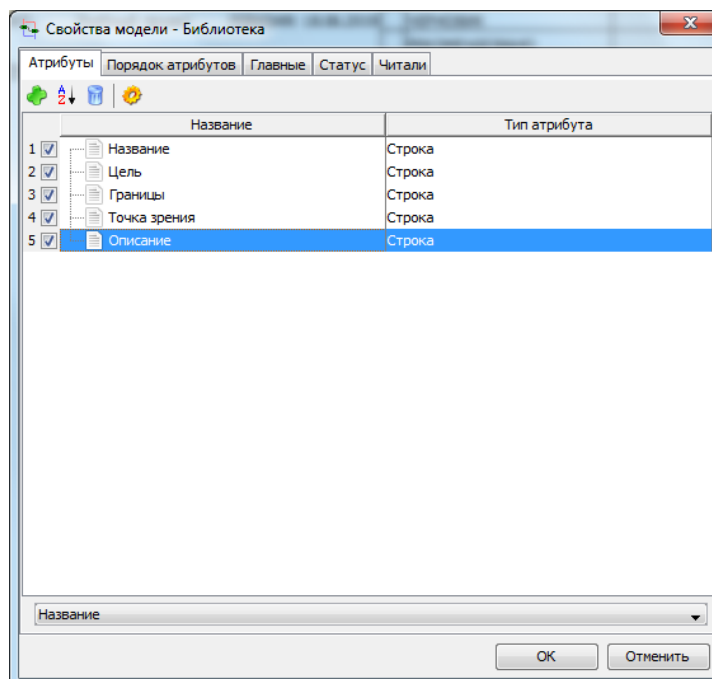 Свойства модели - Библиотека
Атрибуты Порядок атрибутов Главные Статус Читали
Название Тип атрибута
1 Название Строка
2 Цель Строка
3 Границы Строка
4 Точка зрения Строка
5 Описание Строка
Название
OK Отменить